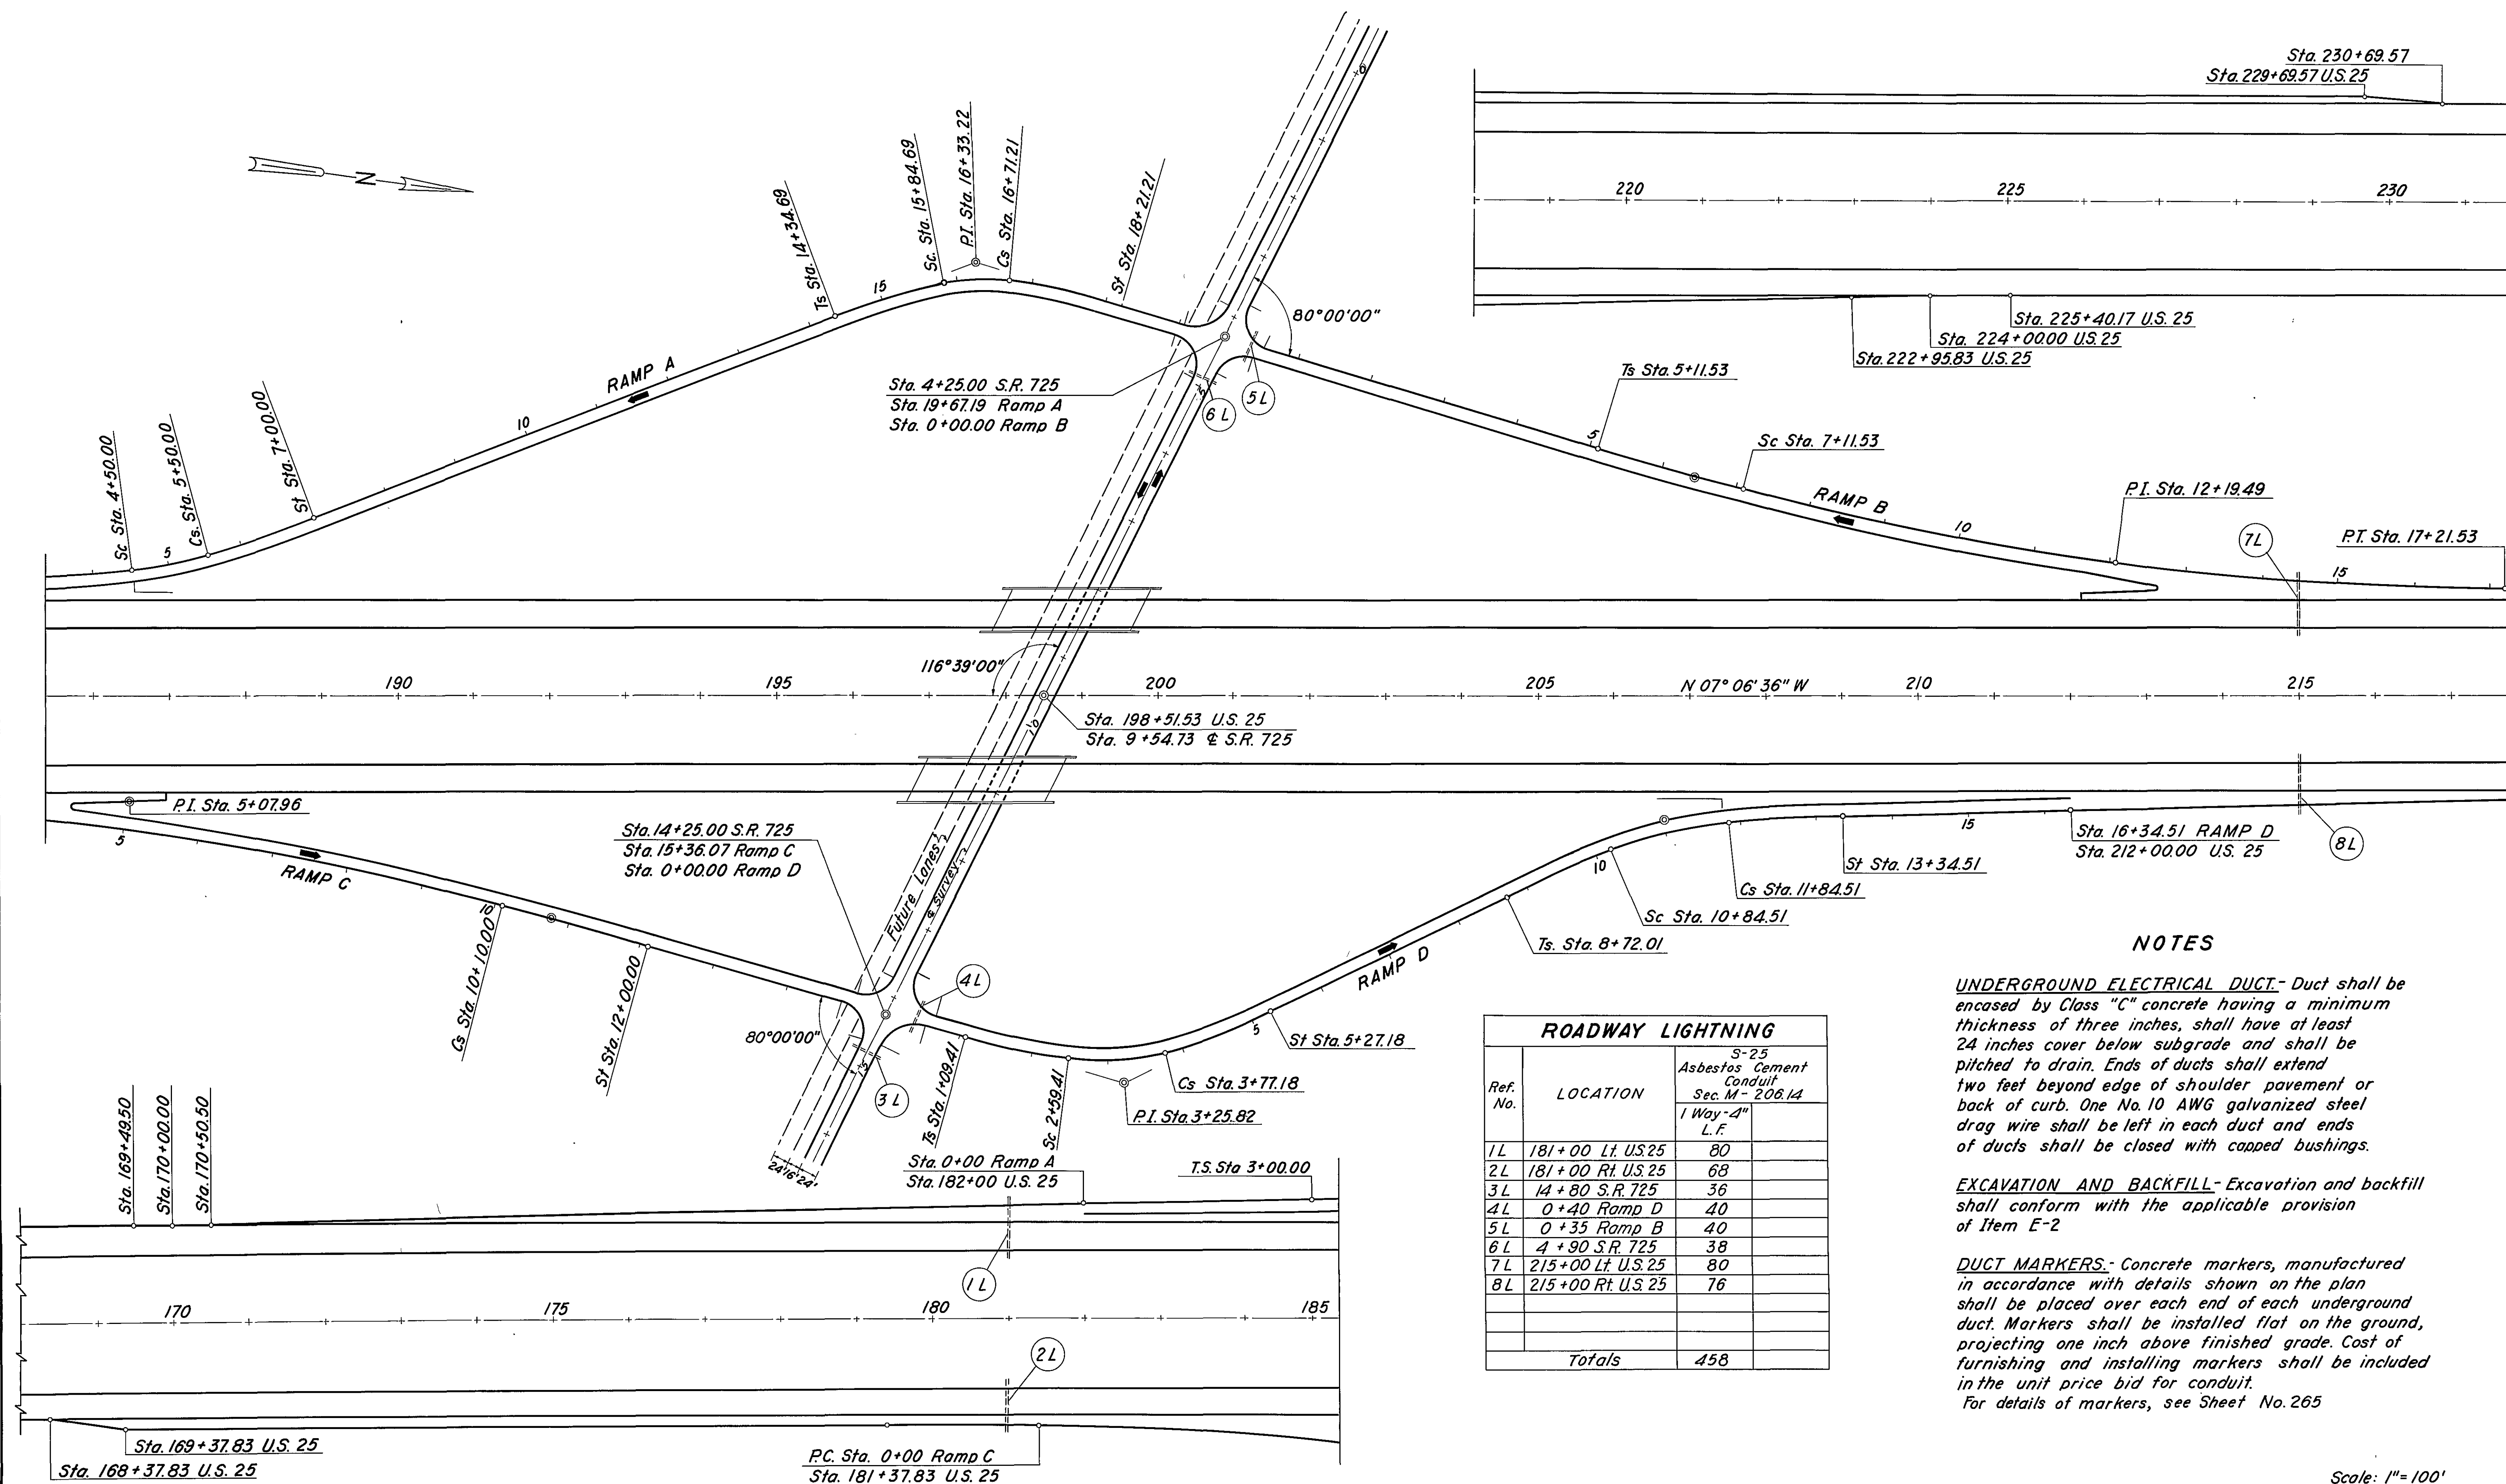 Sta. 230+69.57
Sta. 229+69.57 U.S. 25
220
225
230
Sta. 225+40.17 U.S. 25
Sta. 224+00.00 U.S. 25
Sta. 222+95.83 U.S. 25
N
Sc Sta. 4+50.00
Cs. Sta. 5+50.00
St Sta. 7+00.00
Ts Sta. 14+34.69
Sc. Sta. 15+84.69
P.I. Sta. 16+33.22
Cs Sta. 16+71.21
St Sta. 18+21.21
5
10
15
RAMP A
0
80°00'00"
Sta. 4+25.00 S.R. 725
Sta. 19+67.19 Ramp A
Sta. 0+00.00 Ramp B
5
6 L
5 L
Ts Sta. 5+11.53
5
Sc Sta. 7+11.53
RAMP B
10
P.I. Sta. 12+19.49
7L
15
P.T. Sta. 17+21.53
116°39'00"
190
195
200
205
N 07° 06' 36" W
210
215
10
Sta. 198+51.53 U.S. 25
Sta. 9+54.73 ℄ S.R. 725
P.I. Sta. 5+07.96
5
RAMP C
10
Cs Sta. 10+10.00
St Sta. 12+00.00
Sta. 14+25.00 S.R. 725
Sta. 15+36.07 Ramp C
Sta. 0+00.00 Ramp D
Future Lanes
℄ Survey
80°00'00"
15
3 L
4 L
24' 16' 24'
Ts Sta. 1+09.41
Sc 2+59.41
P.I. Sta. 3+25.82
Cs Sta. 3+77.18
5
St Sta. 5+27.18
RAMP D
Ts. Sta. 8+72.01
10
Sc Sta. 10+84.51
Cs Sta. 11+84.51
St Sta. 13+34.51
15
Sta. 16+34.51 RAMP D
Sta. 212+00.00 U.S. 25
8L
Sta. 169+49.50
Sta. 170+00.00
Sta. 170+50.50
Sta. 0+00 Ramp A
Sta. 182+00 U.S. 25
T.S. Sta 3+00.00
1 L
170
175
180
185
2 L
Sta. 169+37.83 U.S. 25
Sta. 168+37.83 U.S. 25
P.C. Sta. 0+00 Ramp C
Sta. 181+37.83 U.S. 25
ROADWAY LIGHTNING
Ref. No.
LOCATION
S-25
Asbestos Cement
Conduit
Sec. M-206.14
1 Way-4"
L.F.
1L 181+00 Lt. U.S.25 80
2L 181+00 Rt. U.S.25 68
3L 14+80 S.R. 725 36
4L 0+40 Ramp D 40
5L 0+35 Ramp B 40
6L 4+90 S.R. 725 38
7L 215+00 Lt. U.S.25 80
8L 215+00 Rt. U.S.25 76
Totals 458
NOTES
UNDERGROUND ELECTRICAL DUCT.- Duct shall be
encased by Class "C" concrete having a minimum
thickness of three inches, shall have at least
24 inches cover below subgrade and shall be
pitched to drain. Ends of ducts shall extend
two feet beyond edge of shoulder pavement or
back of curb. One No. 10 AWG galvanized steel
drag wire shall be left in each duct and ends
of ducts shall be closed with capped bushings.
EXCAVATION AND BACKFILL- Excavation and backfill
shall conform with the applicable provision
of Item E-2
DUCT MARKERS.- Concrete markers, manufactured
in accordance with details shown on the plan
shall be placed over each end of each underground
duct. Markers shall be installed flat on the ground,
projecting one inch above finished grade. Cost of
furnishing and installing markers shall be included
in the unit price bid for conduit.
For details of markers, see Sheet No. 265
Scale: 1"=100'